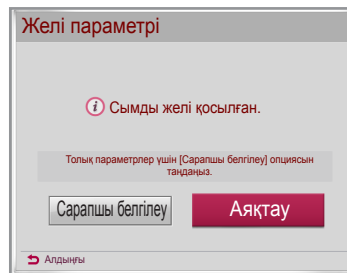 Желі параметрі
Сымды желі қосылған.
Толық параметрлер үшін [Сарапшы белгілеу] опциясын
таңдаңыз.
Сарапшы белгілеу
Аяқтау
Алдыңғы